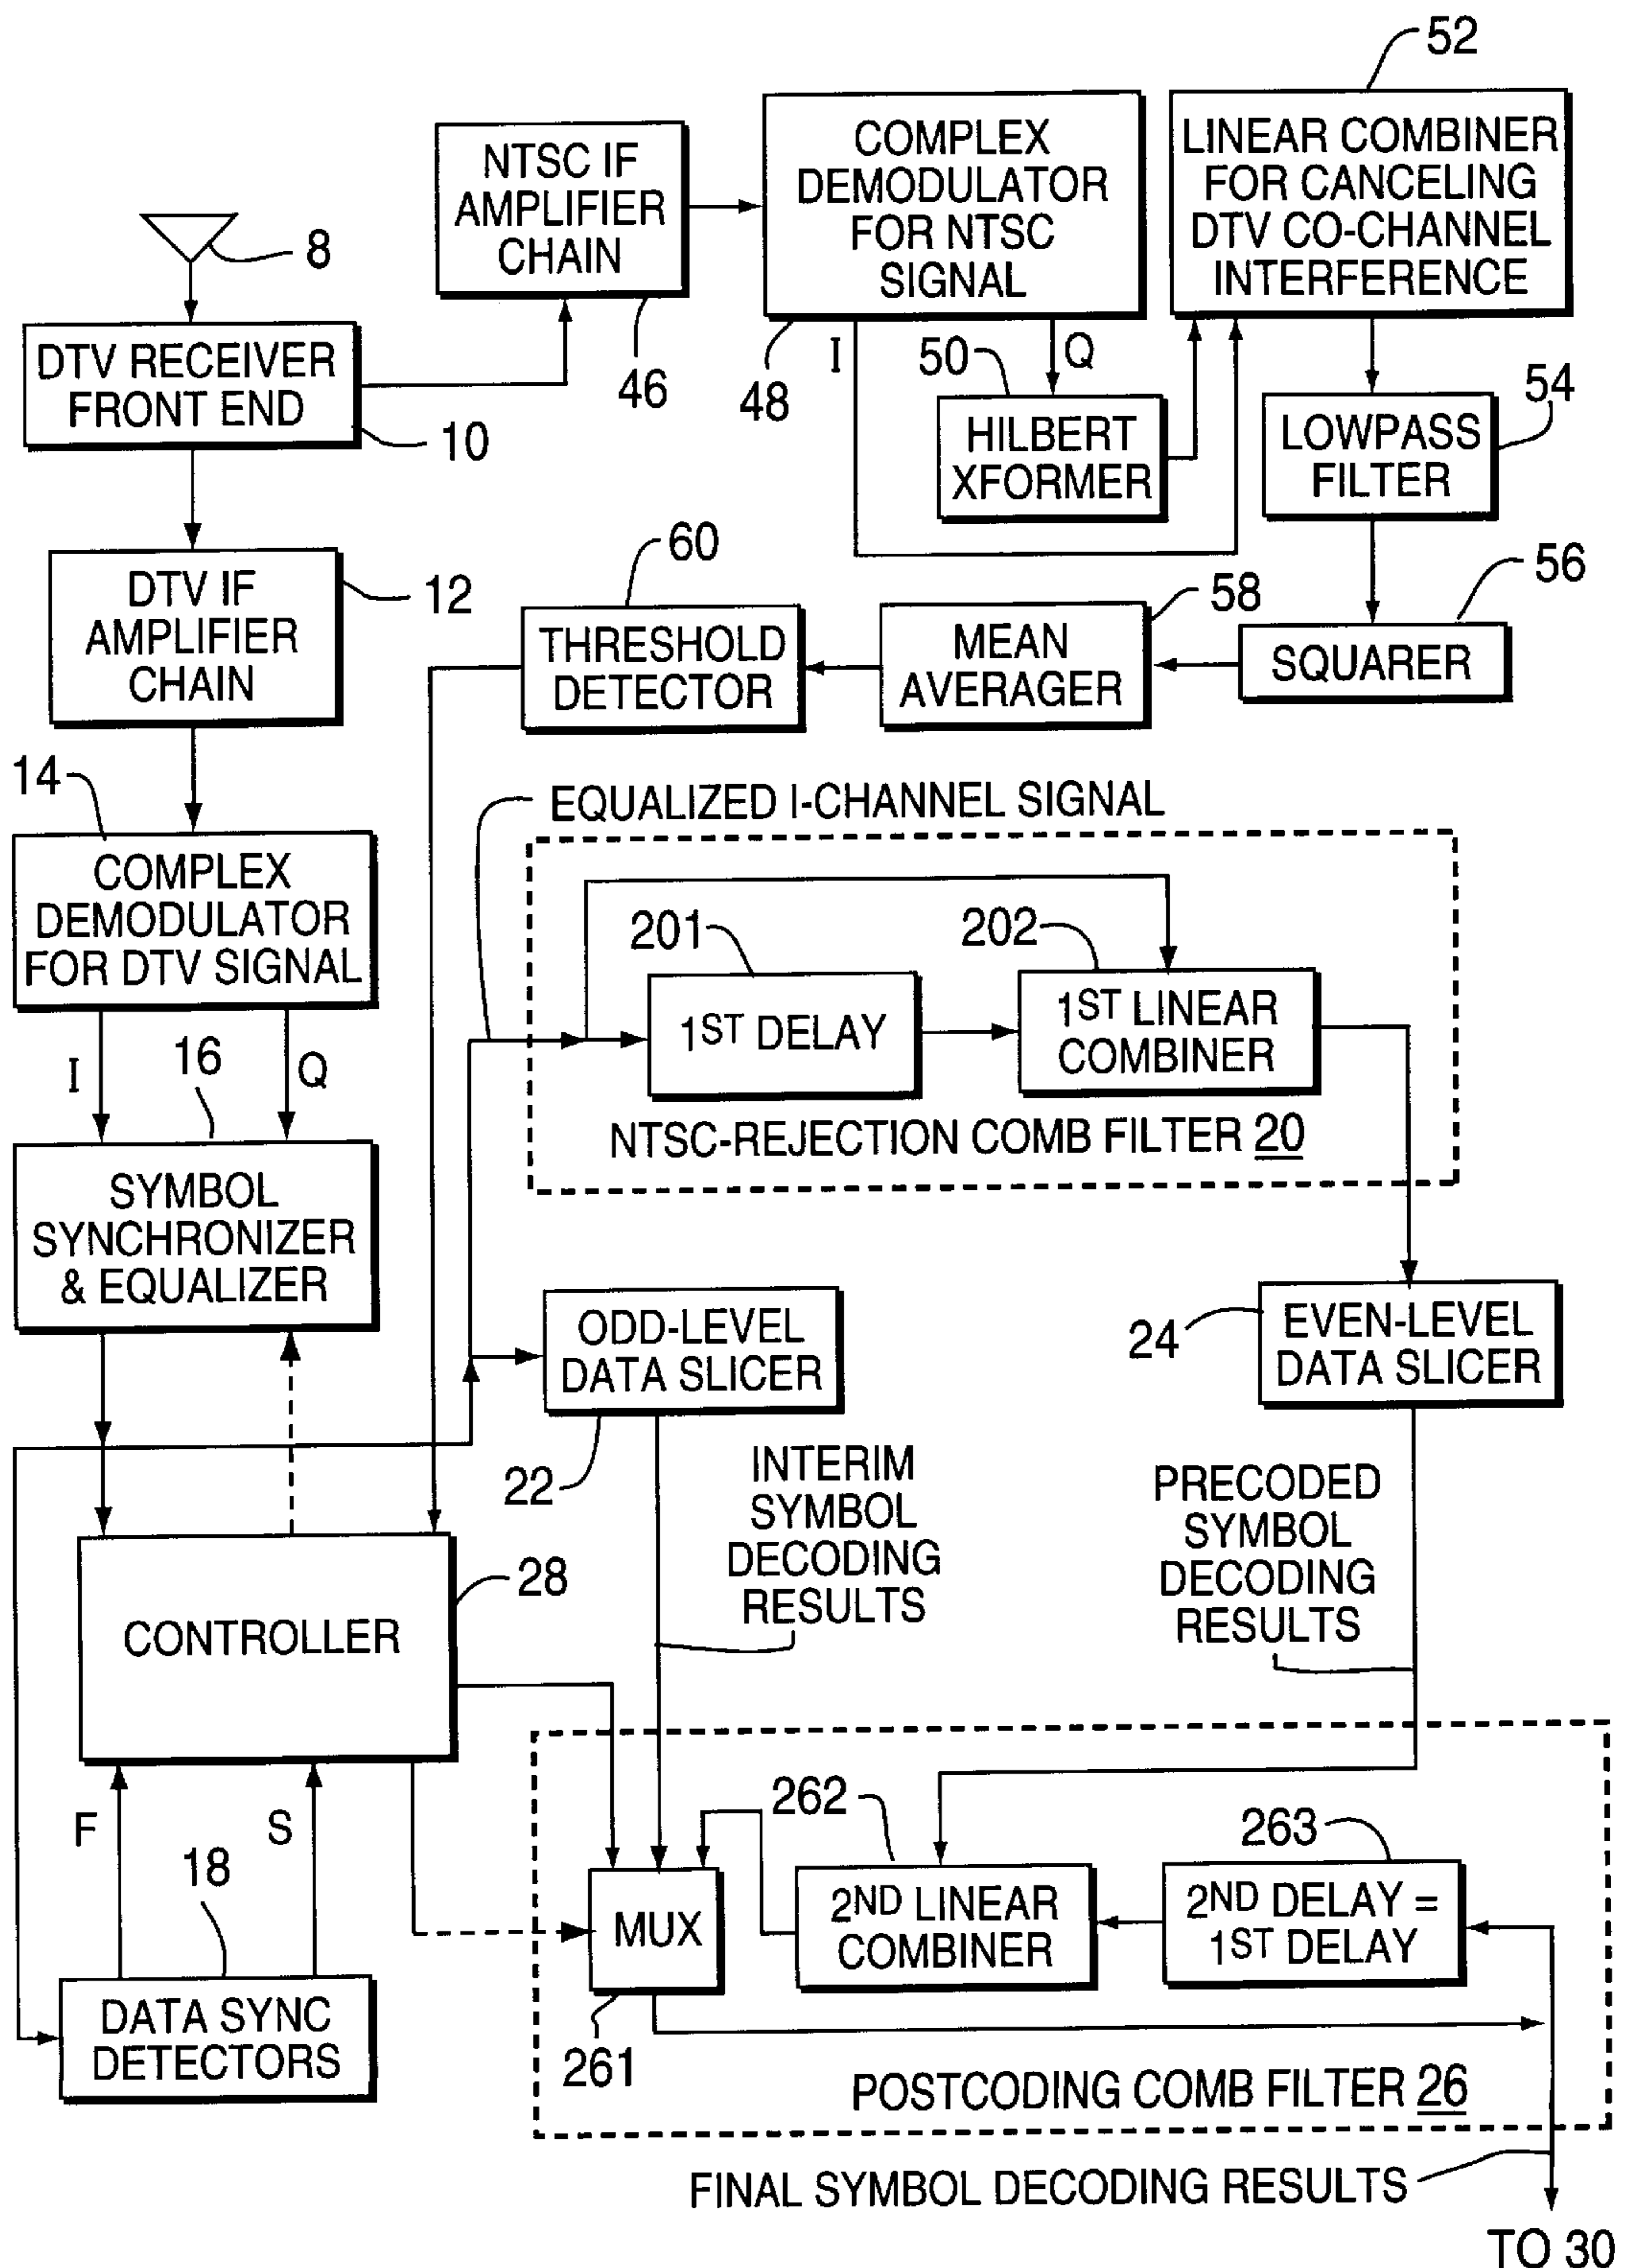 52
NTSC IF
AMPLIFIER
CHAIN
COMPLEX
DEMODULATOR
FOR NTSC
SIGNAL
LINEAR COMBINER
FOR CANCELING
DTV CO-CHANNEL
INTERFERENCE
8
DTV RECEIVER
FRONT END
10
46
48
I
Q
50
HILBERT
XFORMER
LOWPASS
FILTER
54
DTV IF
AMPLIFIER
CHAIN
12
60
THRESHOLD
DETECTOR
58
MEAN
AVERAGER
56
SQUARER
14
COMPLEX
DEMODULATOR
FOR DTV SIGNAL
EQUALIZED I-CHANNEL SIGNAL
201
1ST DELAY
202
1ST LINEAR
COMBINER
NTSC-REJECTION COMB FILTER 20
I
16
Q
SYMBOL
SYNCHRONIZER
& EQUALIZER
ODD-LEVEL
DATA SLICER
22
24
EVEN-LEVEL
DATA SLICER
INTERIM
SYMBOL
DECODING
RESULTS
PRECODED
SYMBOL
DECODING
RESULTS
CONTROLLER
28
F
S
18
DATA SYNC
DETECTORS
262
263
MUX
2ND LINEAR
COMBINER
2ND DELAY =
1ST DELAY
261
POSTCODING COMB FILTER 26
FINAL SYMBOL DECODING RESULTS
TO 30